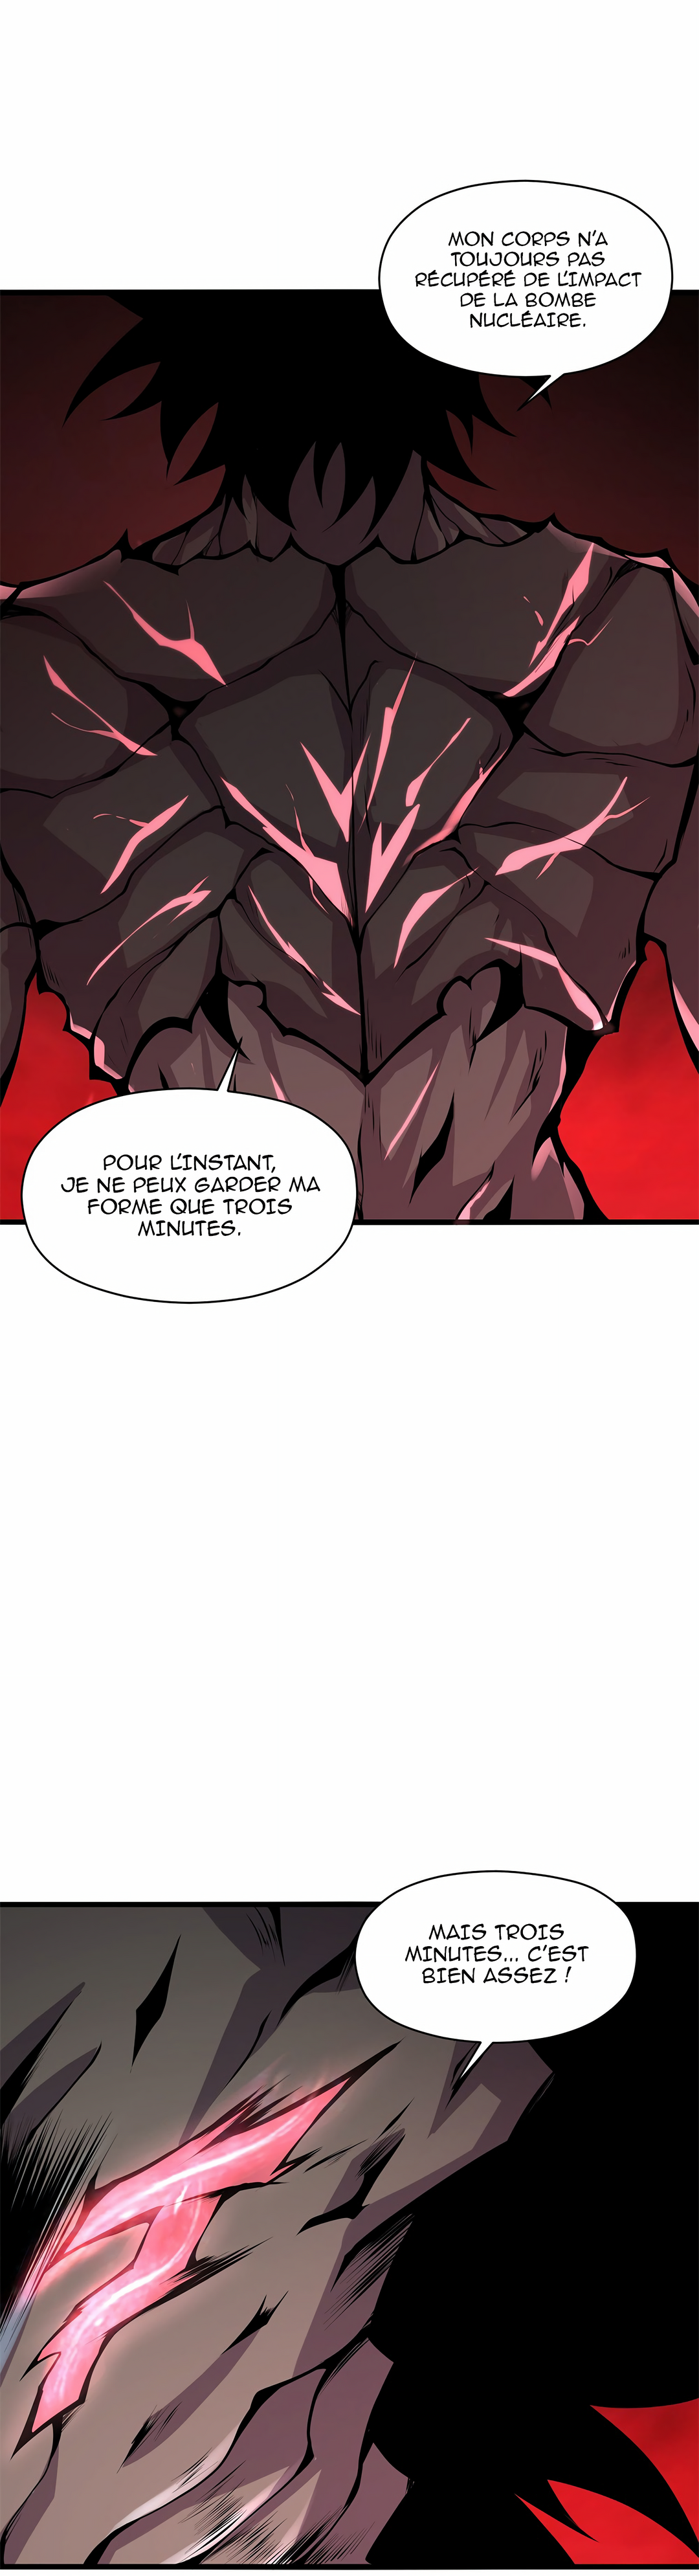 MON CORPS N'A
TOUJOURS PAS
RÉCUPÉRÉ DE L'IMPACT
DE LA BOMBE
NUCLÉAIRE.
POUR L'INSTANT,
JE NE PEUX GARDER MA
FORME QUE TROIS
MINUTES.
MAIS TROIS
MINUTES... C'EST
BIEN ASSEZ !